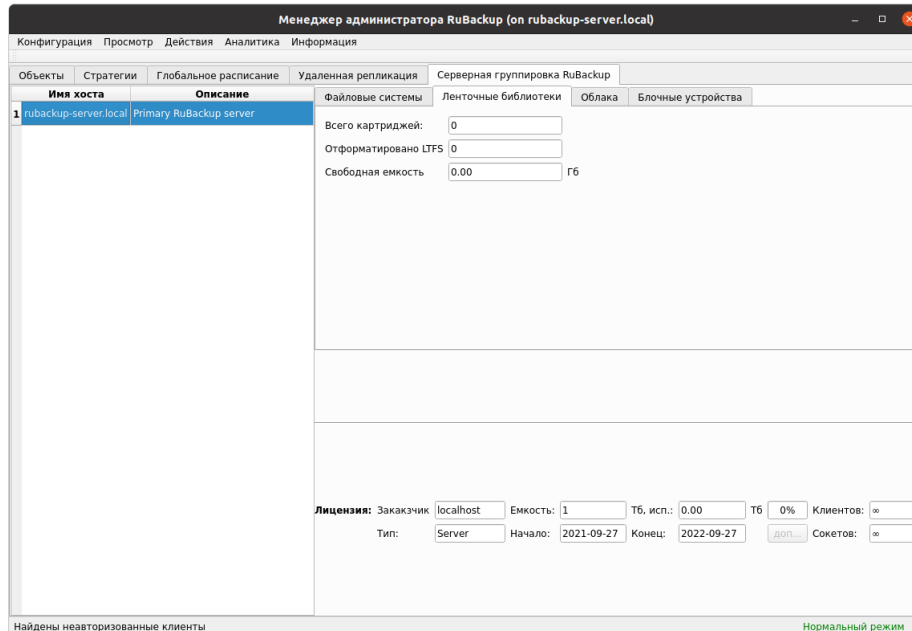 Менеджер администратора RuBackup (on rubackup-server.local)
Конфигурация Просмотр Действия Аналитика Информация
Объекты Стратегии Глобальное расписание Удаленная репликация Серверная группировка RuBackup
Имя хоста Описание
1 rubackup-server.local Primary RuBackup server
Файловые системы Ленточные библиотеки Облака Блочные устройства
Всего картриджей: 0
Отформатировано LTFS 0
Свободная емкость 0.00 Гб
Лицензия: Закакзчик localhost Емкость: 1 Тб, исп.: 0.00 Тб 0% Клиентов: ∞
Тип: Server Начало: 2021-09-27 Конец: 2022-09-27 доп... Сокетов: ∞
Найдены неавторизованные клиенты Нормальный режим